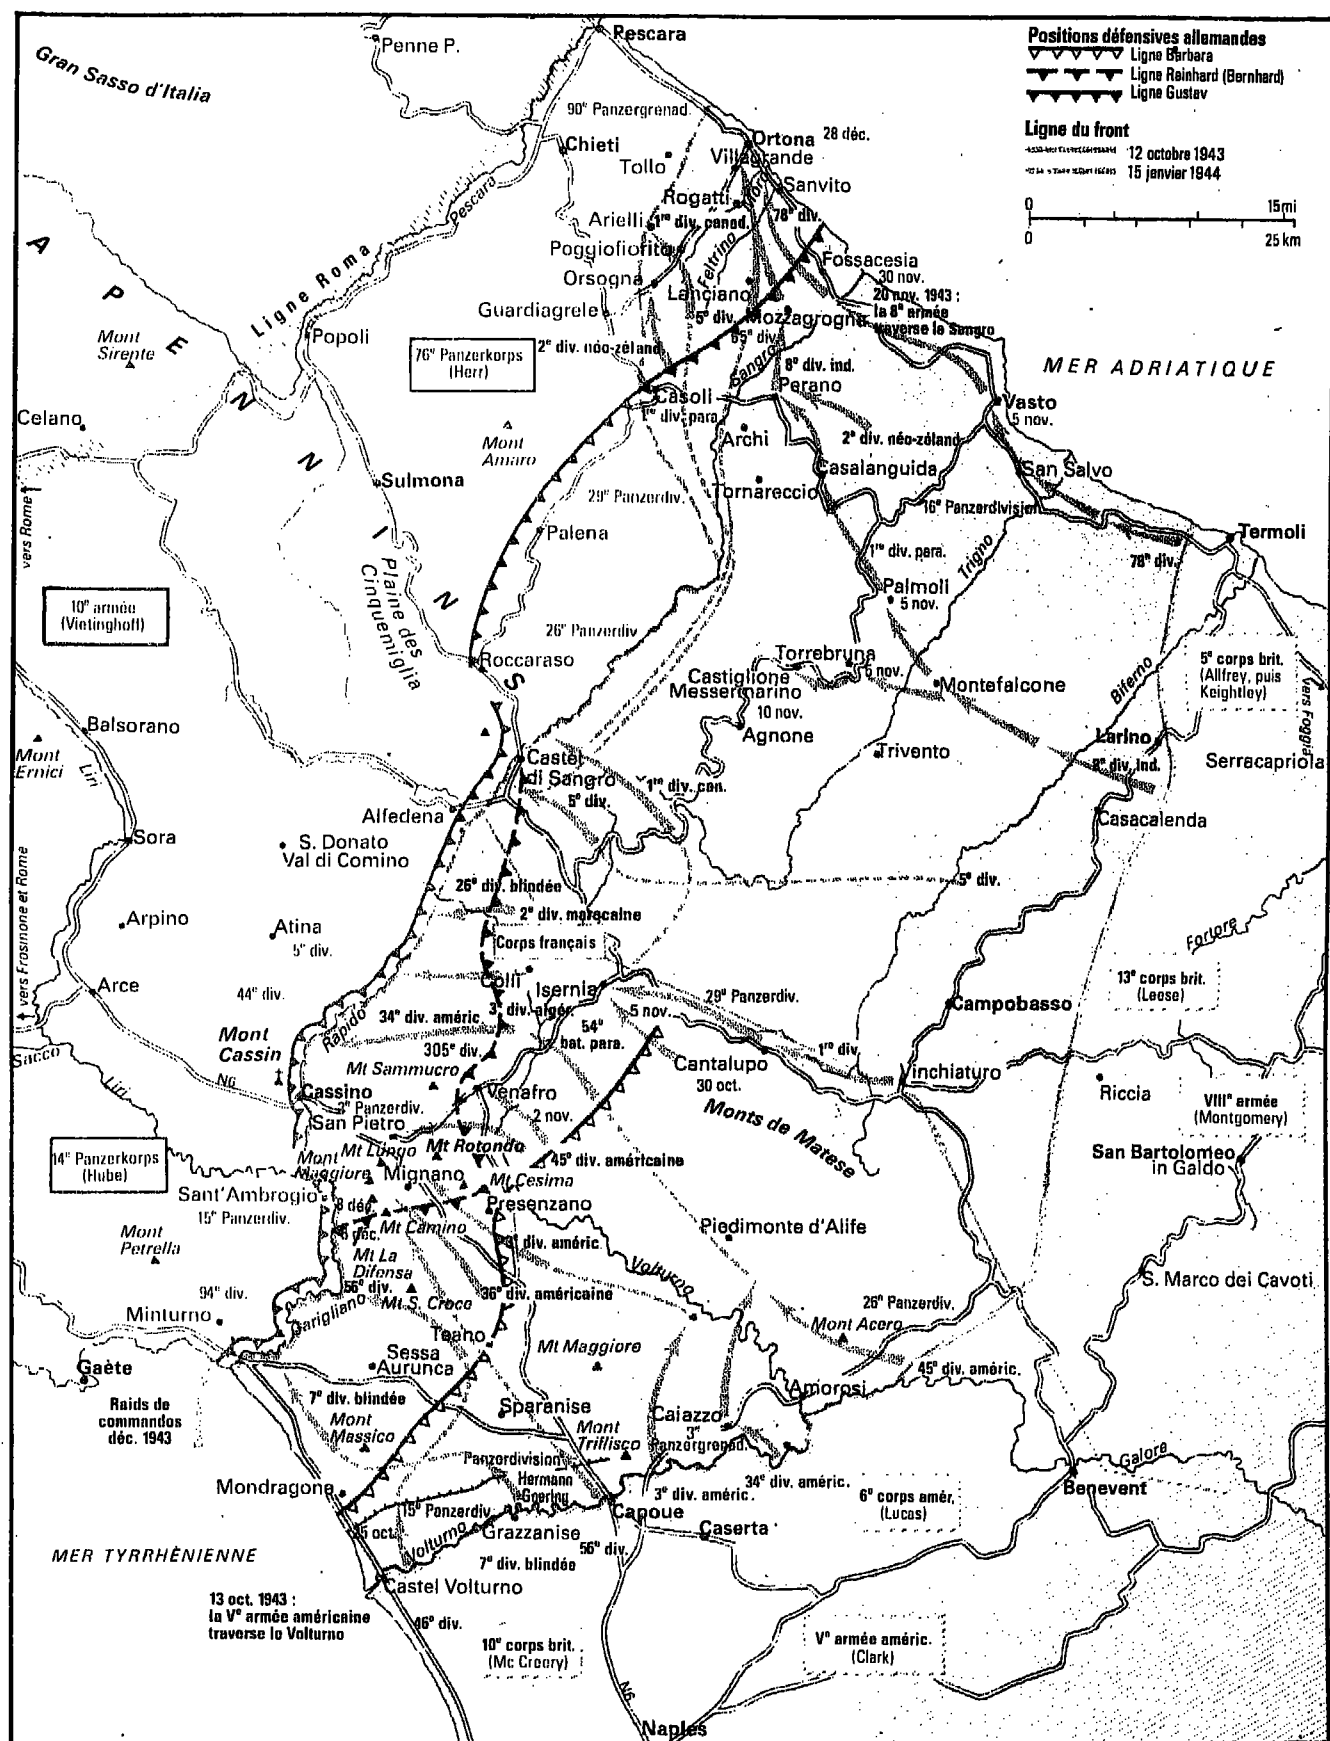 Positions défensives allemandes
Ligne Barbara
Ligne Reinhard (Bernhard)
Ligne Gustav
Ligne du front
12 octobre 1943
15 janvier 1944
0 15mi
0 25 km
Pescara
Penne P.
Gran Sasso d'Italia
90e Panzergrenad.
Ortona 28 déc.
Chieti
Tollo
Villagrande
Sanvito
Rogatti
Moro
Pescara
Arielli
1re div. canad.
78e div.
Poggiofiorito
Feltrino
Fossacesia
30 nov.
Orsogna
Lanciano
20 nov. 1943 :
la 8e armée
traverse le Sangro
Guardiagrele
5e div.
Mozzagrogna
65e div.
Ligne Roma
APENNINS
Mont
Sirente
Popoli
76e Panzerkorps
(Herr)
2e div. néo-zéland.
Sangro
8e div. ind.
MER ADRIATIQUE
Casoli
1re div. para.
Perano
Vasto
5 nov.
Celano
Mont
Amaro
Archi
2e div. néo-zéland.
Casalanguida
San Salvo
Sulmona
29e Panzerdiv.
Tornareccio
16e Panzerdivision
vers Rome
Palena
Termoli
1re div. para.
Trigno
78e div.
Plaine des
Cinquemiglia
Palmoli
5 nov.
10e armée
(Vietinghoff)
26e Panzerdiv.
Roccaraso
Torrebruna
5 nov.
Castiglione
Messermarino
10 nov.
Montefalcone
Biferno
5e corps brit.
(Allfrey, puis
Keightley)
vers Foggia
Balsorano
Agnone
Larino
Mont
Ernici
Liri
Castel
di Sangro
Trivento
8e div. ind.
Serracapriola
5e div.
1re div. can.
Alfedena
Casacalenda
Sora
S. Donato
Val di Comino
26e div. blindée
5e div.
2e div. marocaine
Arpino
Atina
5e div.
Corps français
Fortore
vers Frosinone et Rome
Arce
44e div.
Colli
Isernia
29e Panzerdiv.
13e corps brit.
(Leese)
Campobasso
Rapido
34e div. améric.
3e div. algér.
5 nov.
Mont
Cassin
305e div.
54e
bat. para.
1re div.
Sacco
N6
Mt Sammucro
Cantalupo
30 oct.
Vinchiaturo
Liri
Cassino
Venafro
Riccia
San Pietro
2 nov.
Monts de Matese
VIIIe armée
(Montgomery)
14e Panzerkorps
(Hube)
Mt Lungo
Mt Rotondo
45e div. américaine
San Bartolomeo
in Galdo
Mont
Maggiore
Mignano
Mt Cesima
Sant'Ambrogio
15e Panzerdiv.
Presenzano
Mt Camino
Piedimonte d'Alife
Mont
Petrella
3e div. améric.
Volturno
Mt La
Difensa
S. Marco dei Cavoti
56e div.
36e div. américaine
94e div.
Mt S. Croce
26e Panzerdiv.
Minturno
Garigliano
Mont Acero
Teano
Mt Maggiore
Gaète
Sessa
Aurunca
45e div. améric.
Raids de
commandos
déc. 1943
7e div. blindée
Amorosi
Sparanise
Mont
Massico
Mont
Triflisco
Caiazzo
3e
Panzergrenad.
Mondragone
Panzerdivision
Hermann
Goering
34e div. améric.
Calore
3e div. améric.
6e corps amér.
(Lucas)
Benevent
15e Panzerdiv.
Capoue
25 oct.
Volturno
Grazzanise
56e div.
Caserta
MER TYRRHÈNIENNE
7e div. blindée
Castel Volturno
13 oct. 1943 :
la Ve armée américaine
traverse le Volturno
46e div.
10e corps brit.
(Mc Creery)
Ve armée améric.
(Clark)
N6
Naples